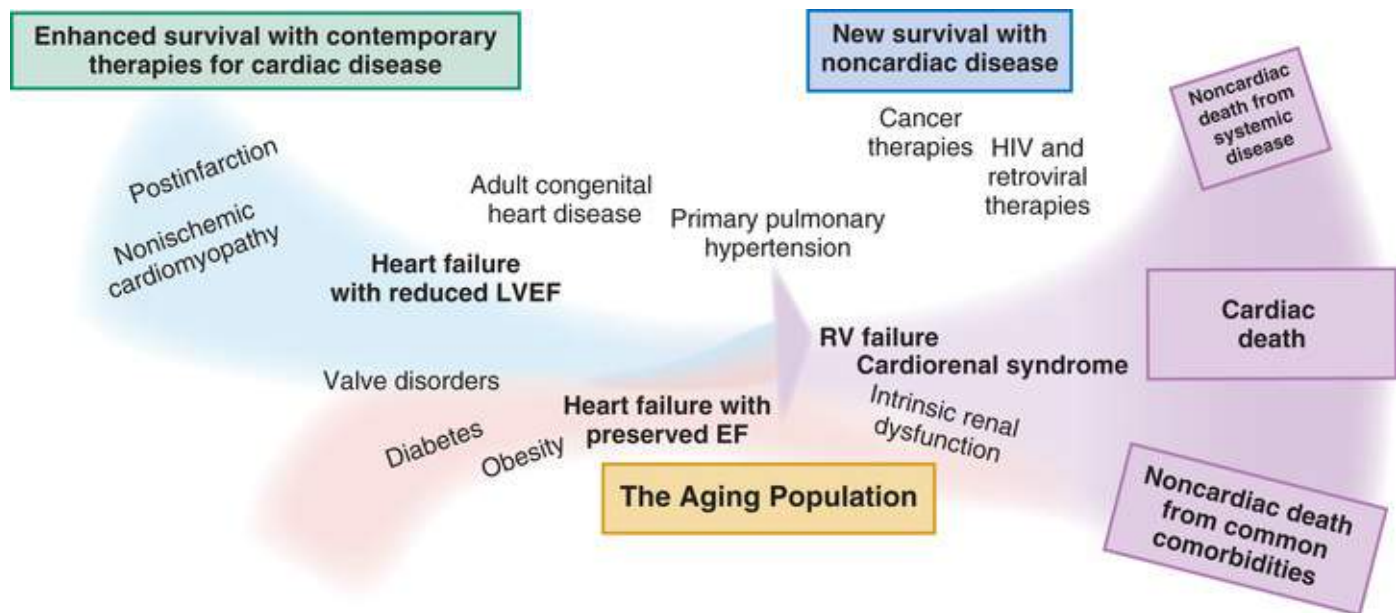 Enhanced survival with contemporary
therapies for cardiac disease
New survival with
noncardiac disease
Noncardiac
death from
systemic
disease
Cancer
therapies
HIV and
retroviral
therapies
Postinfarction
Nonischemic
cardiomyopathy
Adult congenital
heart disease
Primary pulmonary
hypertension
Heart failure
with reduced LVEF
Cardiac
death
RV failure
Cardiorenal syndrome
Valve disorders
Diabetes
Obesity
Heart failure with
preserved EF
Intrinsic renal
dysfunction
The Aging Population
Noncardiac death
from common
comorbidities